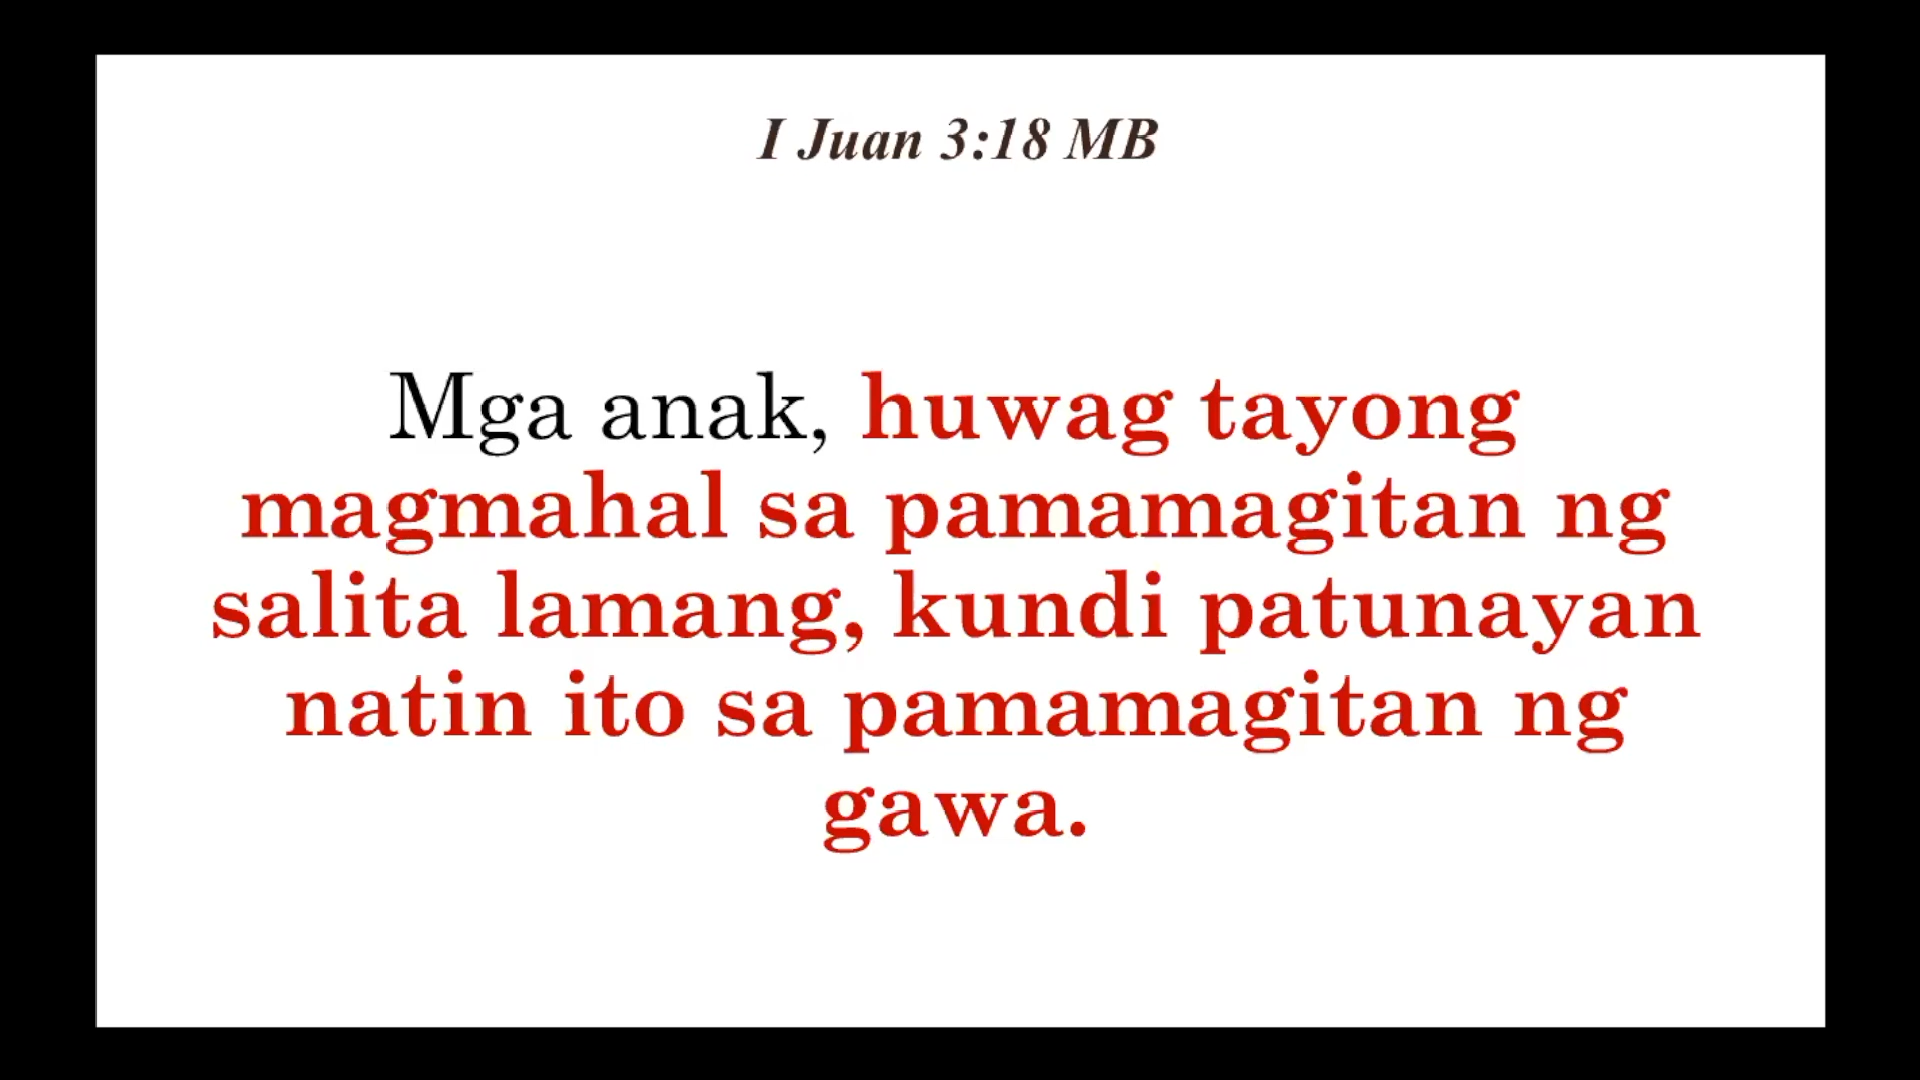 I Juan 3:18 MB
Mga anak, huwag tayong
magmahal sa pamamagitan ng
salita lamang, kundi patunayan
natin ito sa pamamagitan ng
gawa.